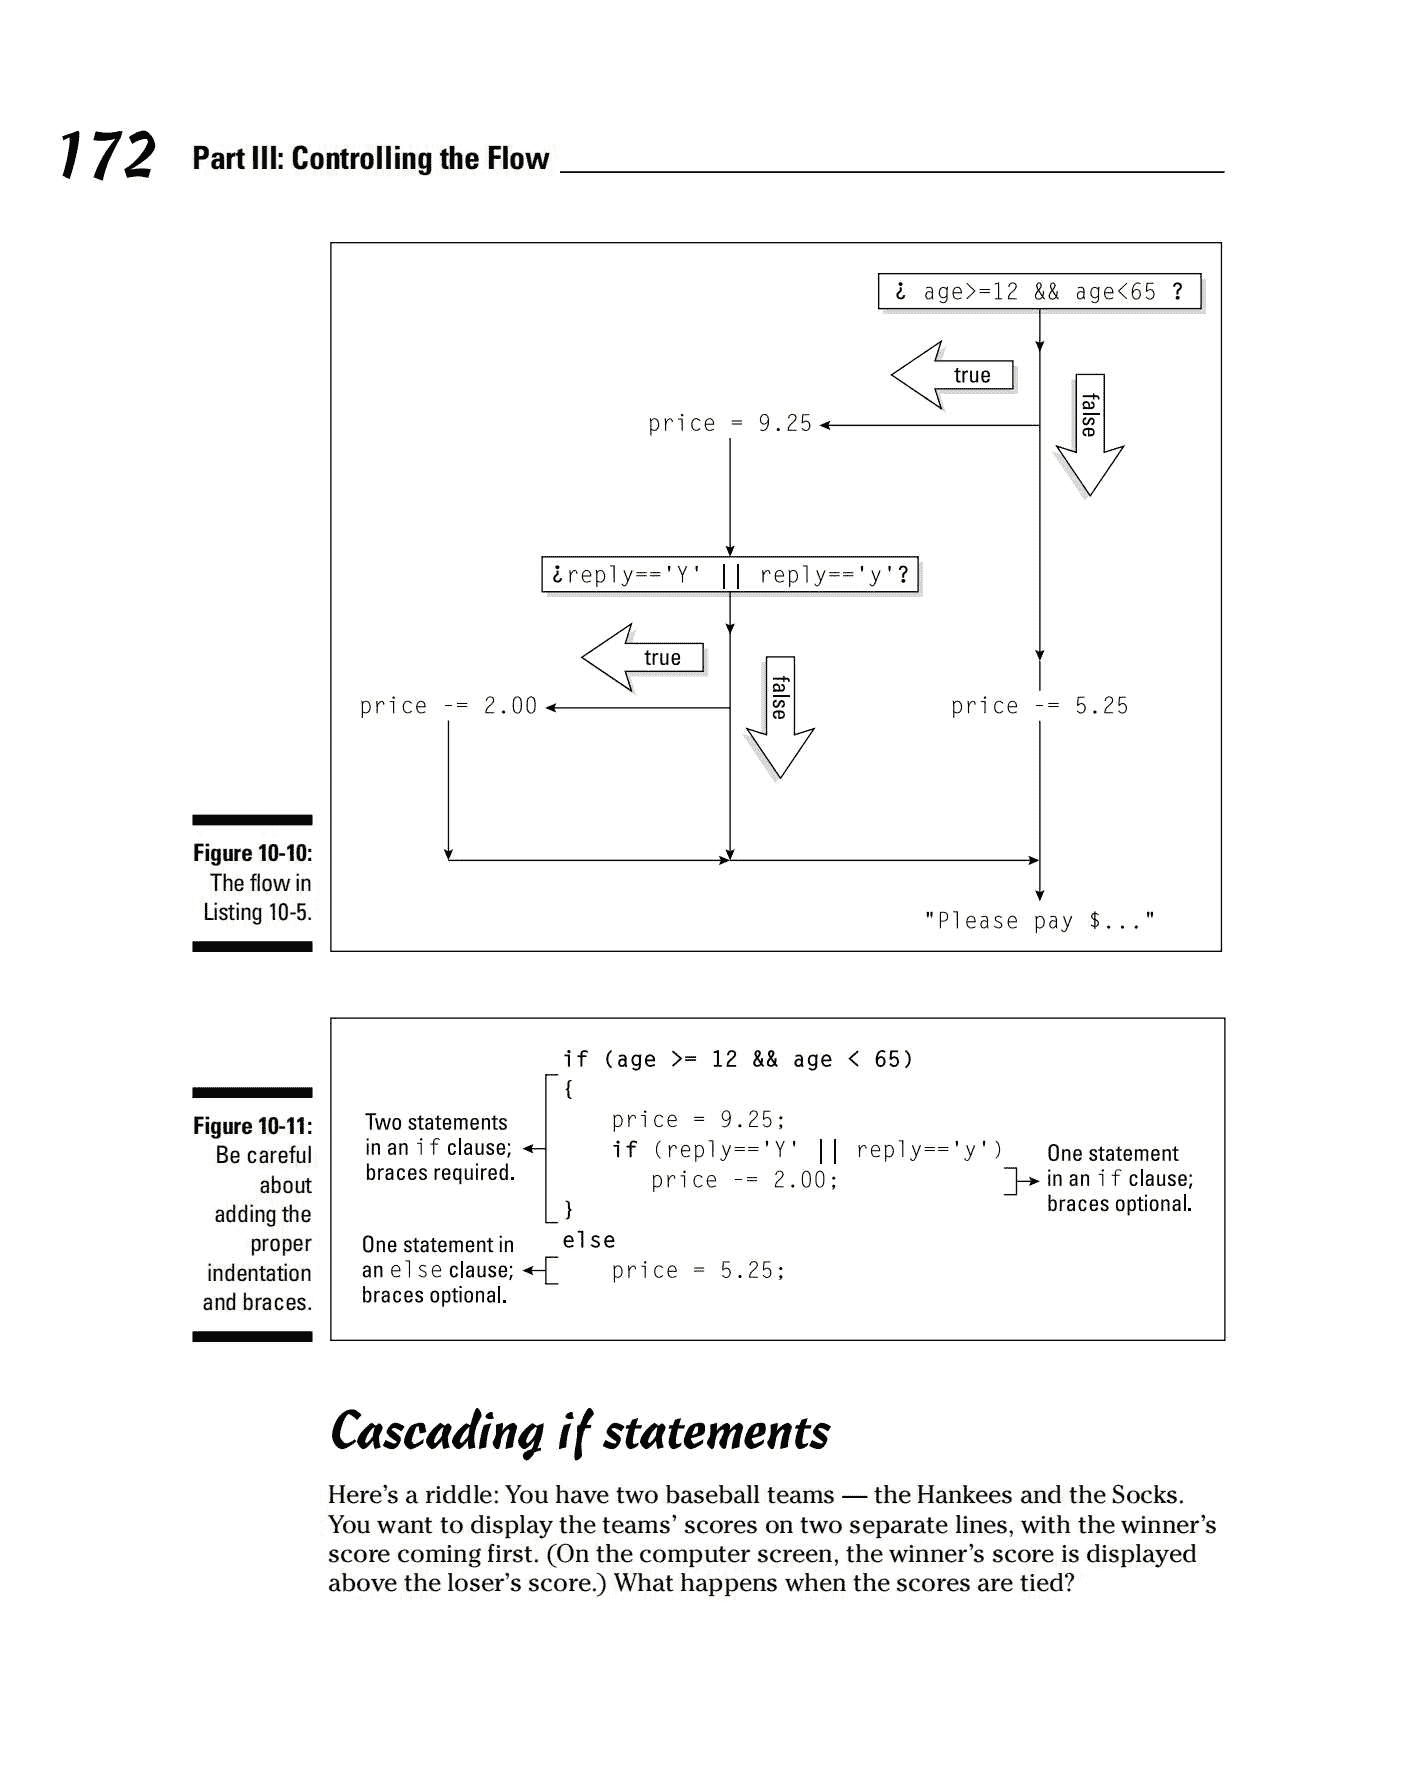 172
Part III: Controlling the Flow
¿ age>=12 && age<65 ?
true
false
price = 9.25
¿reply=='Y' || reply=='y'?
true
false
price -= 2.00
price -= 5.25
"Please pay $..."
Figure 10-10:
The flow in
Listing 10-5.
if (age >= 12 && age < 65)
{
price = 9.25;
if (reply=='Y' || reply=='y')
price -= 2.00;
}
else
price = 5.25;
Two statements
in an if clause;
braces required.
One statement
in an if clause;
braces optional.
One statement in
an else clause;
braces optional.
Figure 10-11:
Be careful
about
adding the
proper
indentation
and braces.
Cascading if statements
Here’s a riddle: You have two baseball teams — the Hankees and the Socks.
You want to display the teams’ scores on two separate lines, with the winner’s
score coming first. (On the computer screen, the winner’s score is displayed
above the loser’s score.) What happens when the scores are tied?